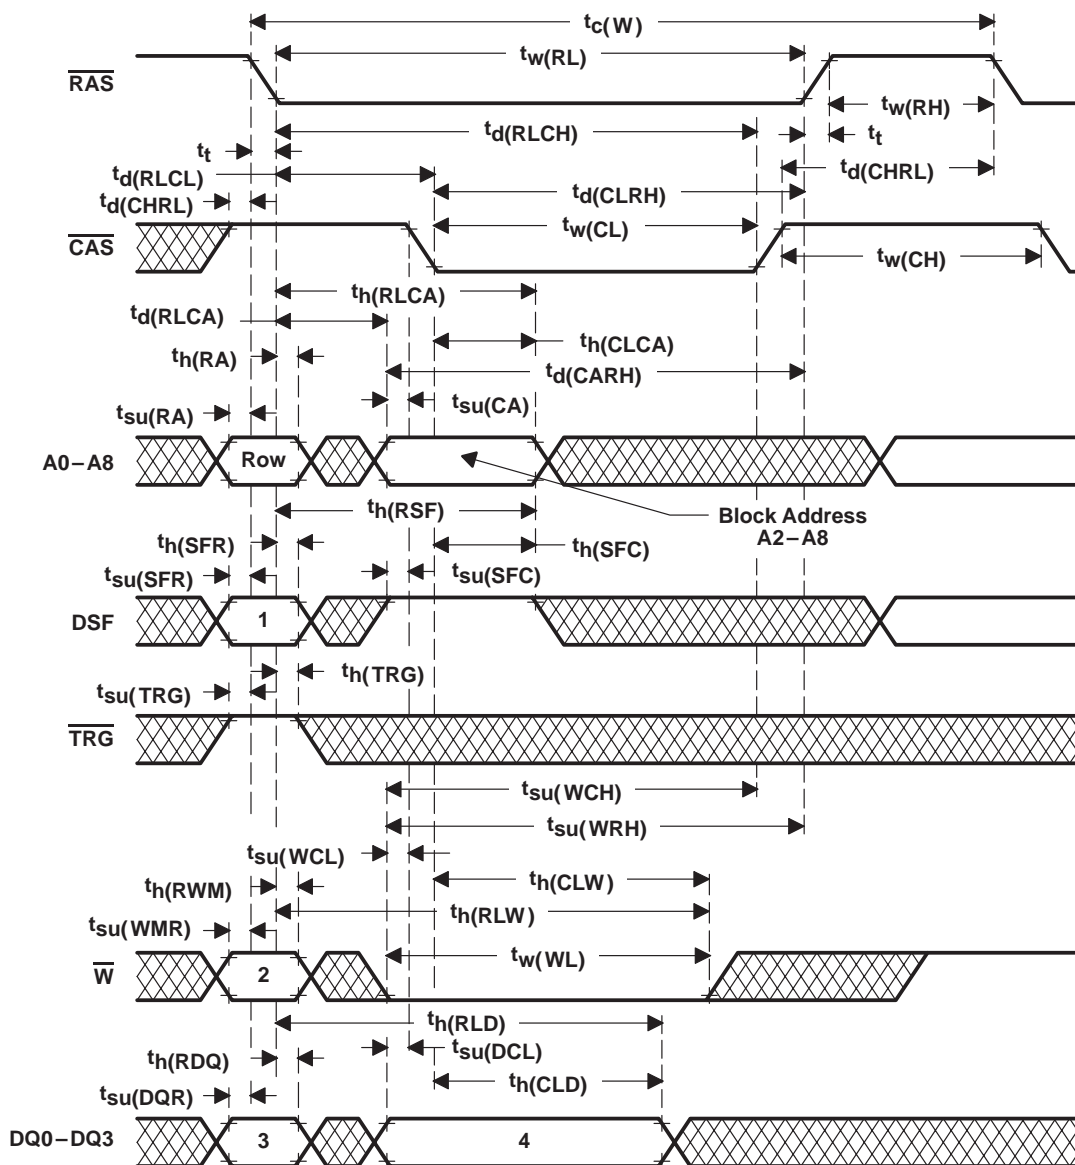 tc(W)
tw(RL)
RAS
tw(RH)
td(RLCH)
tt
tt
td(RLCL)
td(CHRL)
td(CLRH)
td(CHRL)
tw(CL)
CAS
tw(CH)
th(RLCA)
td(RLCA)
th(CLCA)
th(RA)
td(CARH)
tsu(RA)
tsu(CA)
A0–A8
Row
th(RSF)
Block Address
A2–A8
th(SFR)
th(SFC)
tsu(SFR)
tsu(SFC)
DSF
1
th(TRG)
tsu(TRG)
TRG
tsu(WCH)
tsu(WRH)
tsu(WCL)
th(CLW)
th(RWM)
th(RLW)
tsu(WMR)
tw(WL)
W
2
th(RLD)
th(RDQ)
tsu(DCL)
th(CLD)
tsu(DQR)
DQ0–DQ3
3
4